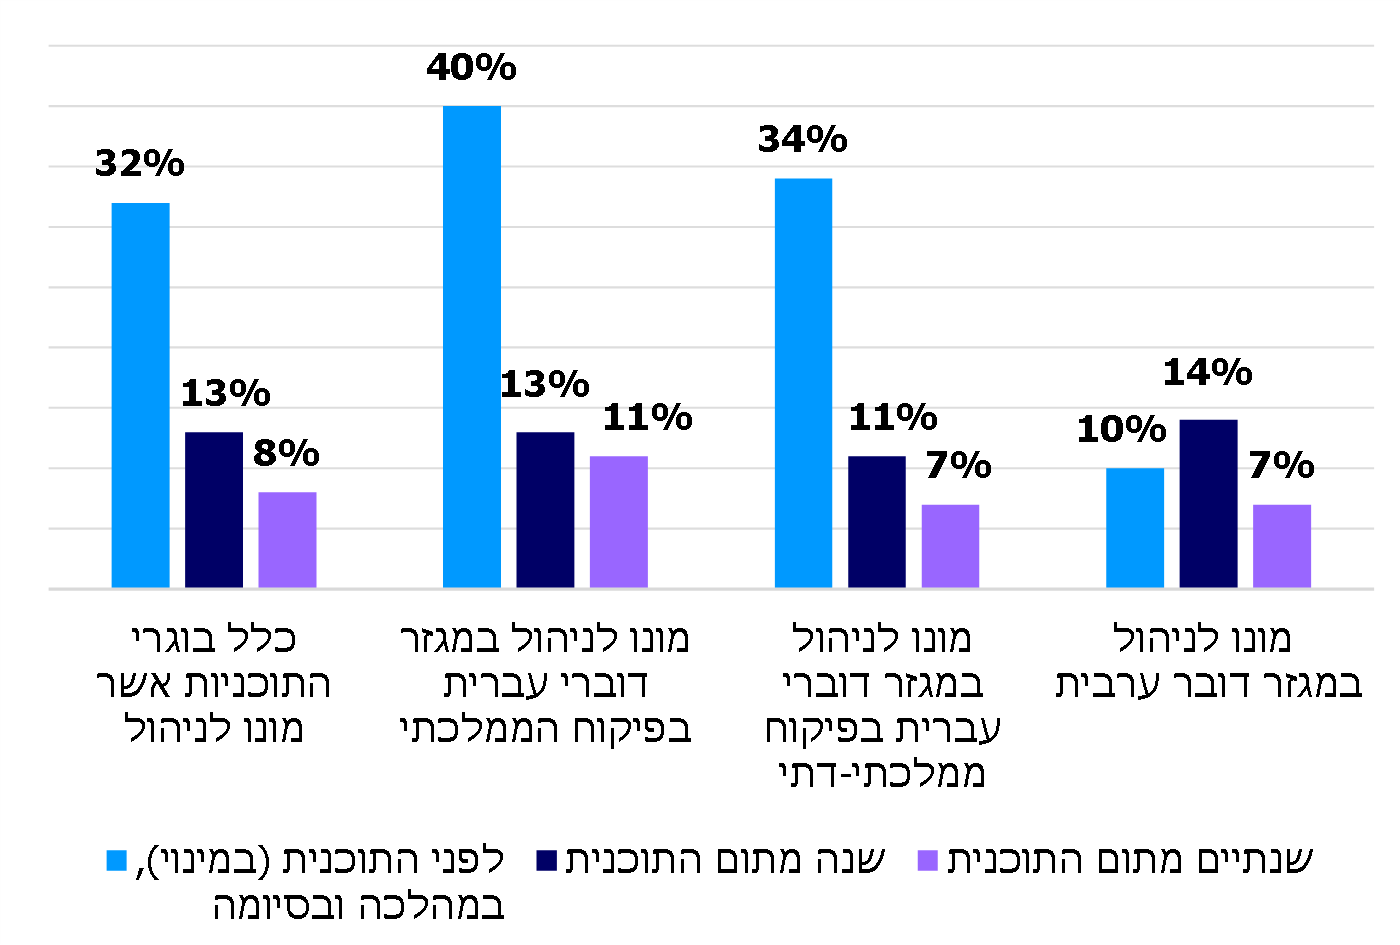 40%
34%
32%
14%
13%
13%
11%
11%
10%
8%
7%
7%
כלל בוגרי
התוכניות אשר
מונו לניהול
מונו לניהול במגזר
דוברי עברית
בפיקוח הממלכתי
מונו לניהול
במגזר דוברי
עברית בפיקוח
ממלכתי-דתי
מונו לניהול
במגזר דובר ערבית
לפני התוכנית (במינוי),
במהלכה ובסיומה
שנה מתום התוכנית
שנתיים מתום התוכנית